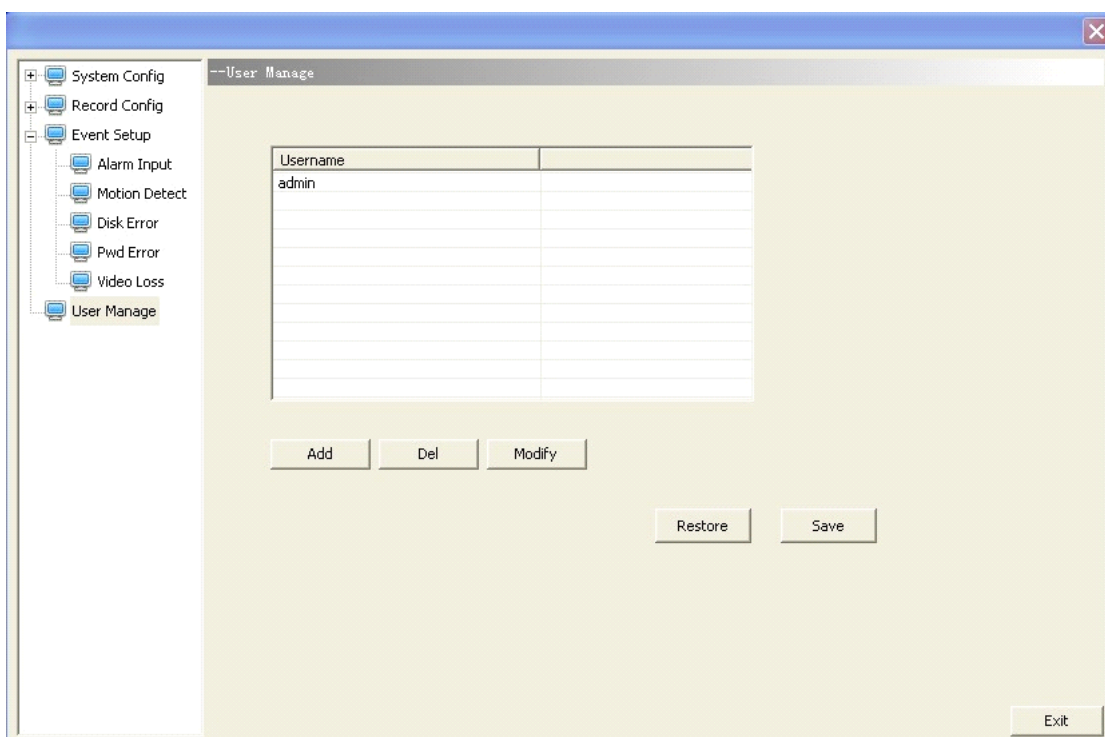 --User Manage
System Config
Record Config
Event Setup
Alarm Input
Motion Detect
Disk Error
Pwd Error
Video Loss
User Manage
Username
admin
Add Del Modify
Restore Save
Exit